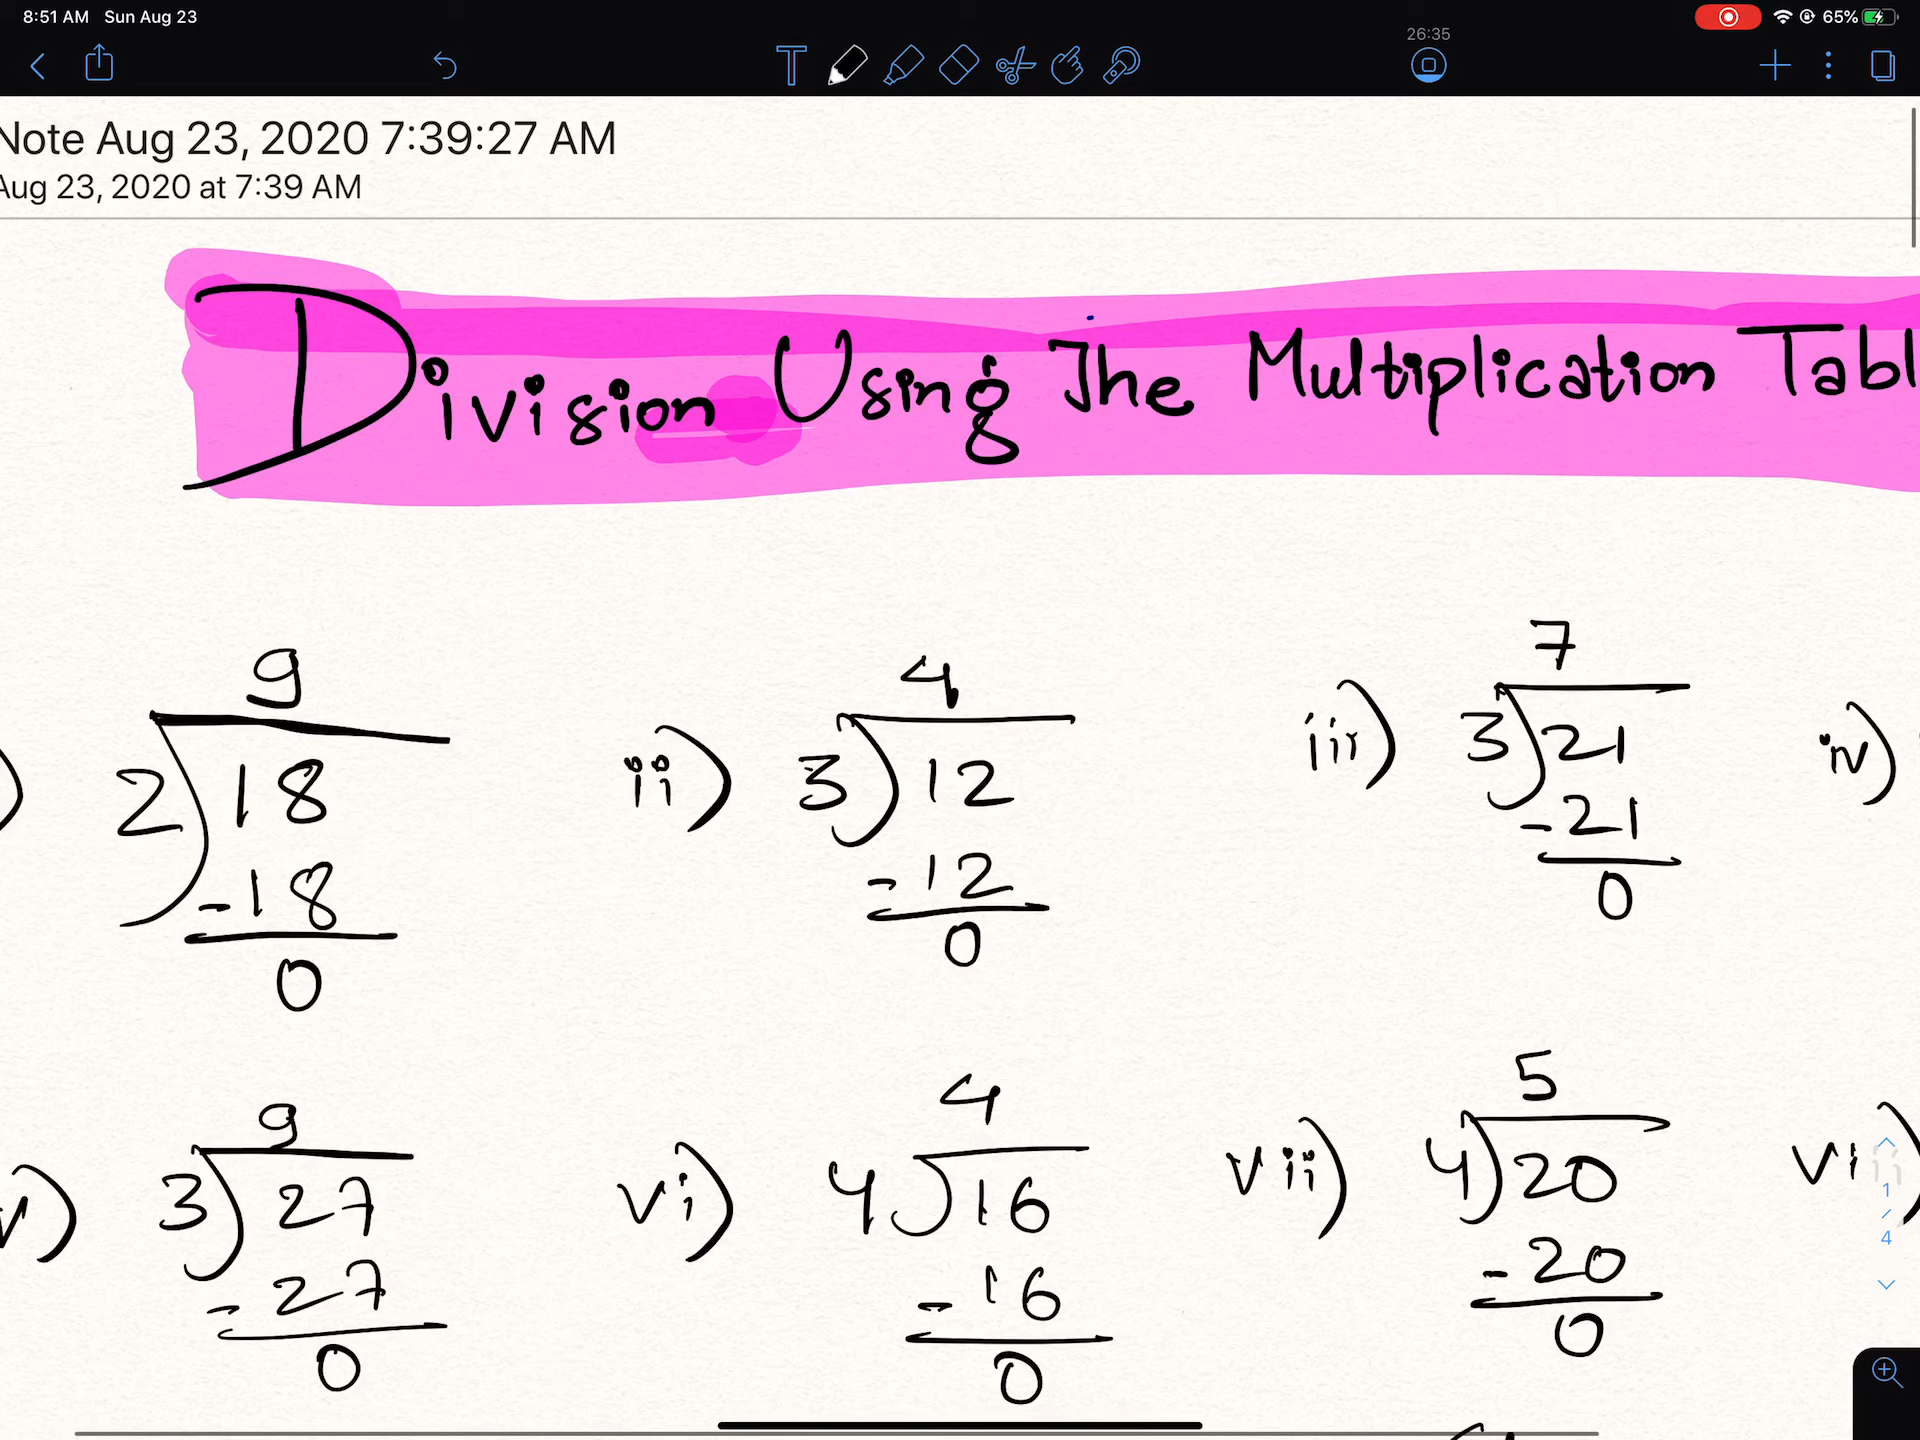 8:51 AM Sun Aug 23
65%
26:35
Note Aug 23, 2020 7:39:27 AM
Aug 23, 2020 at 7:39 AM
Division Using The Multiplication Tabl
9
) 2)18
-18
0
4
ii) 3)12
-12
0
7
iii) 3)21
-21
0
iv)
9
v) 3)27
-27
0
4
vi) 4)16
-16
0
5
vii) 4)20
-20
0
1
/
4